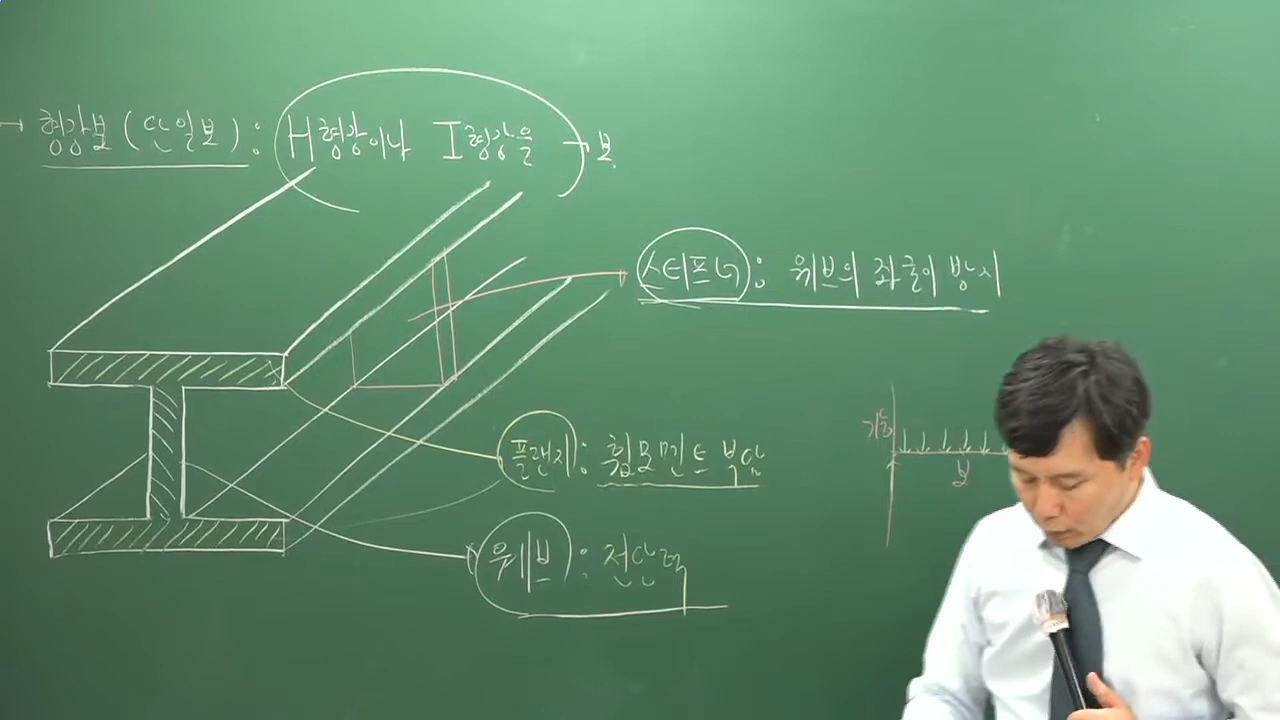 형강보(단일보): H형강이나 I형강을 → 보
스티프너: 웨브의 좌굴이 방지
기둥
보
플랜지: 휨모멘트 부담
웨브: 전단력